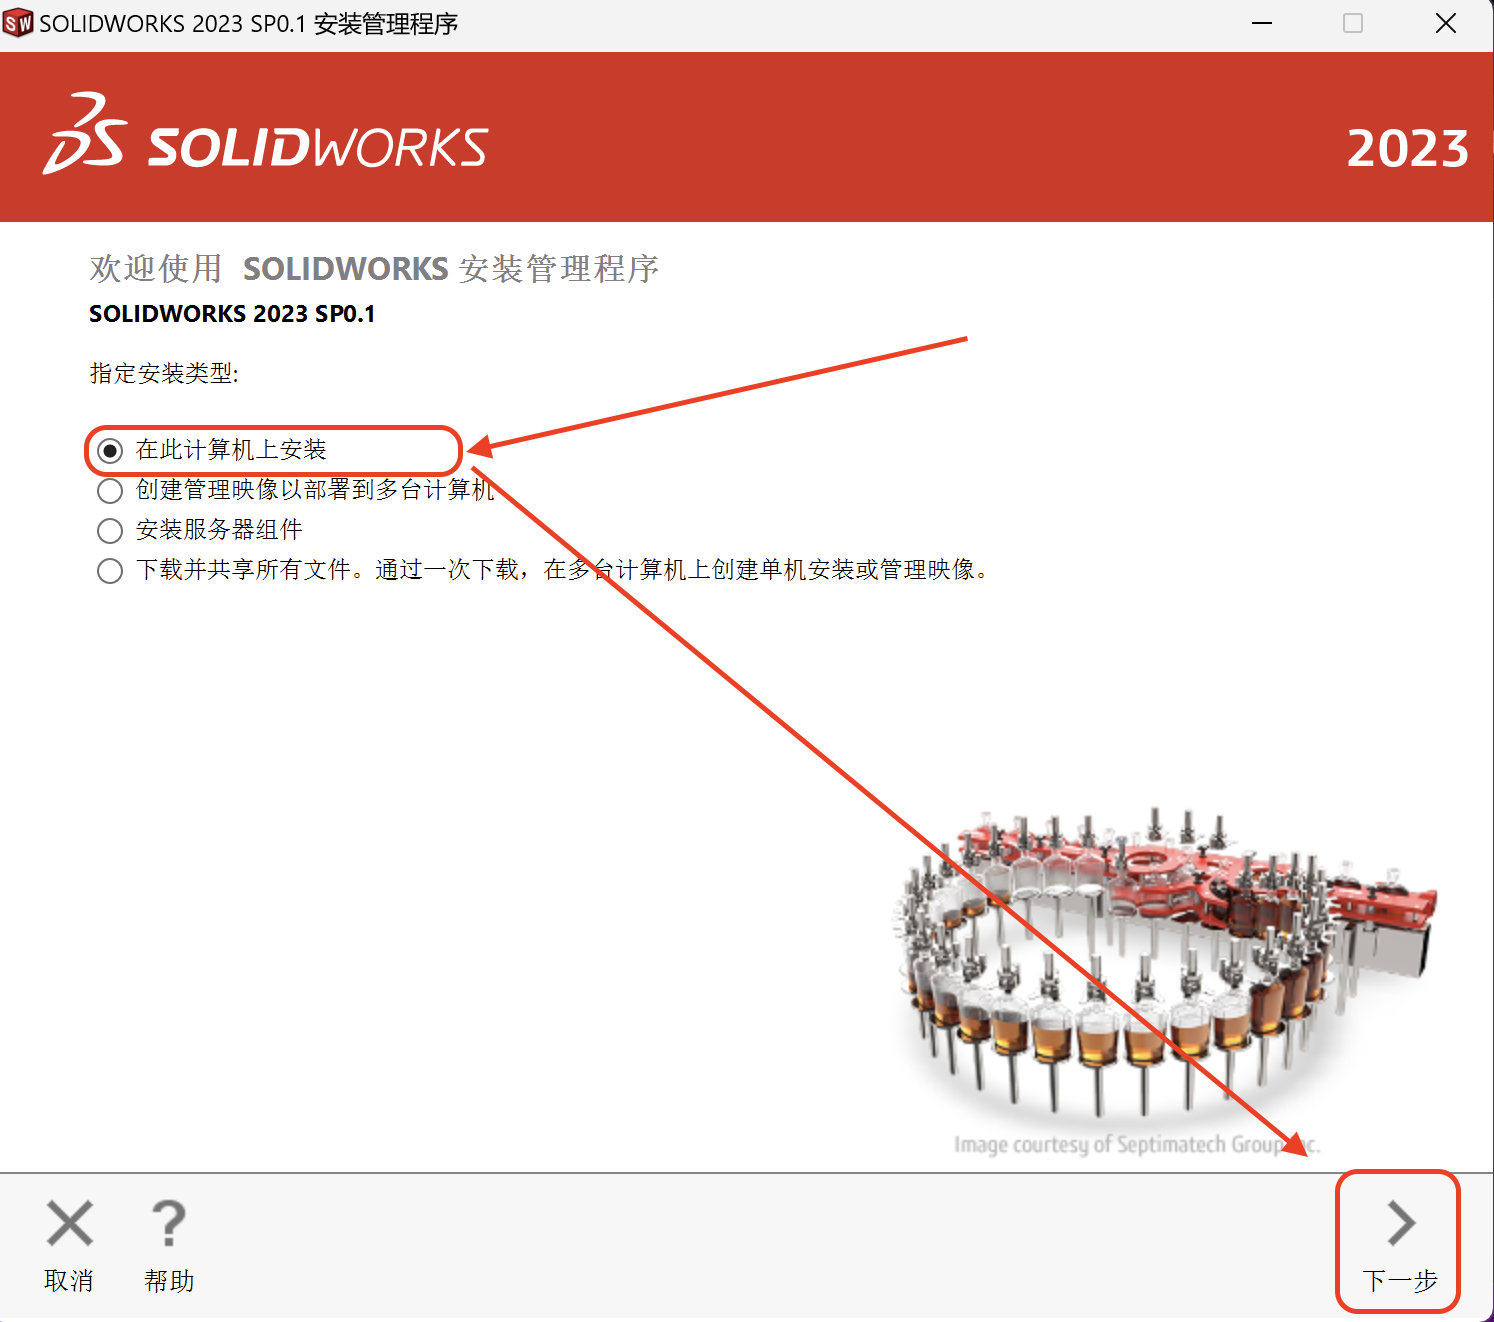 SOLIDWORKS 2023 SP0.1 安装管理程序
SOLIDWORKS
2023
欢迎使用 SOLIDWORKS 安装管理程序
SOLIDWORKS 2023 SP0.1
指定安装类型:
在此计算机上安装
创建管理映像以部署到多台计算机
安装服务器组件
下载并共享所有文件。通过一次下载，在多台计算机上创建单机安装或管理映像。
Image courtesy of Septimatech Group
取消
帮助
下一步